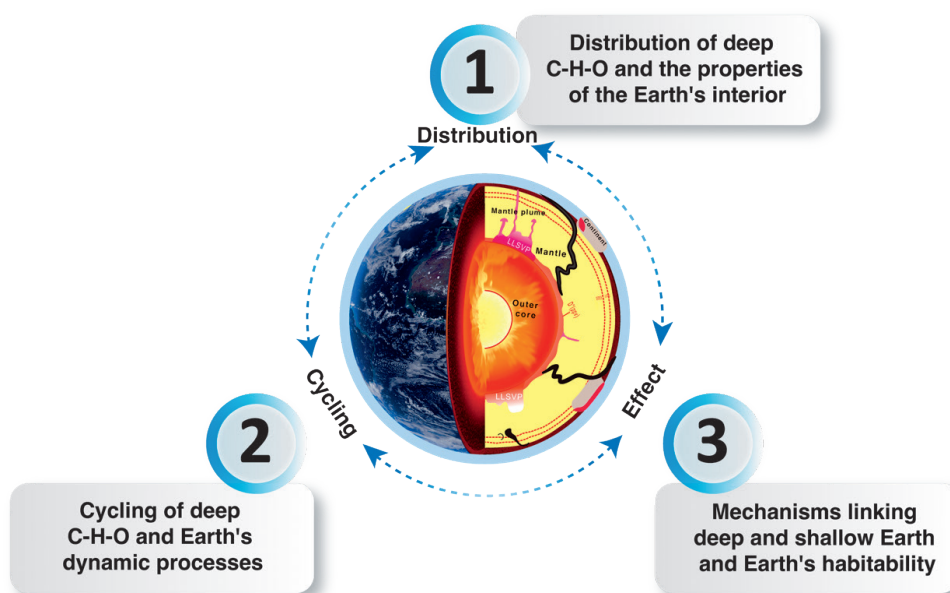 1
Distribution of deep
C-H-O and the properties
of the Earth's interior
Distribution
Mantle plume
LLSVP
Mantle
Continent
Outer
core
LLSVP
Cycling
Effect
2
Cycling of deep
C-H-O and Earth's
dynamic processes
3
Mechanisms linking
deep and shallow Earth
and Earth's habitability